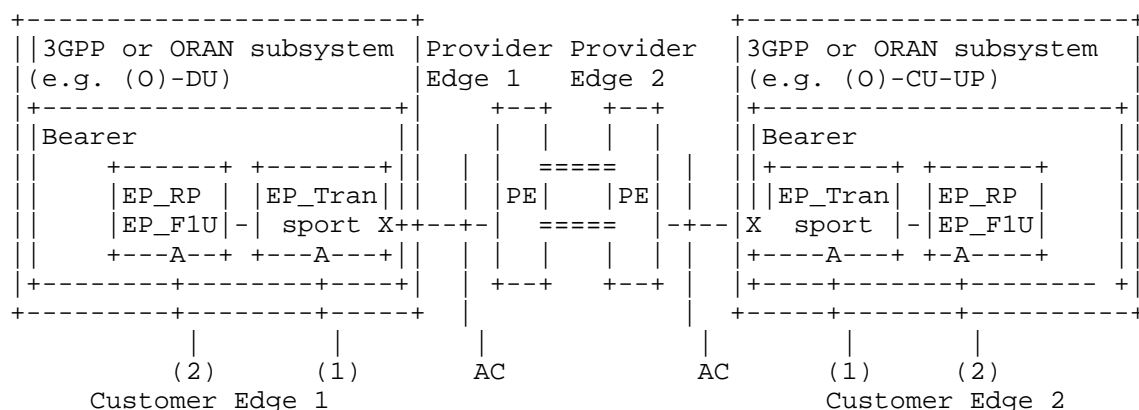 3GPP or ORAN subsystem Provider Provider 3GPP or ORAN subsystem
(e.g. (O)-DU) Edge 1 Edge 2 (e.g. (O)-CU-UP)
Bearer Bearer
EP_RP EP_Tran PE PE EP_Tran EP_RP
EP_F1U sport X X sport EP_F1U
A A A A
(2) (1) AC AC (1) (2)
Customer Edge 1 Customer Edge 2